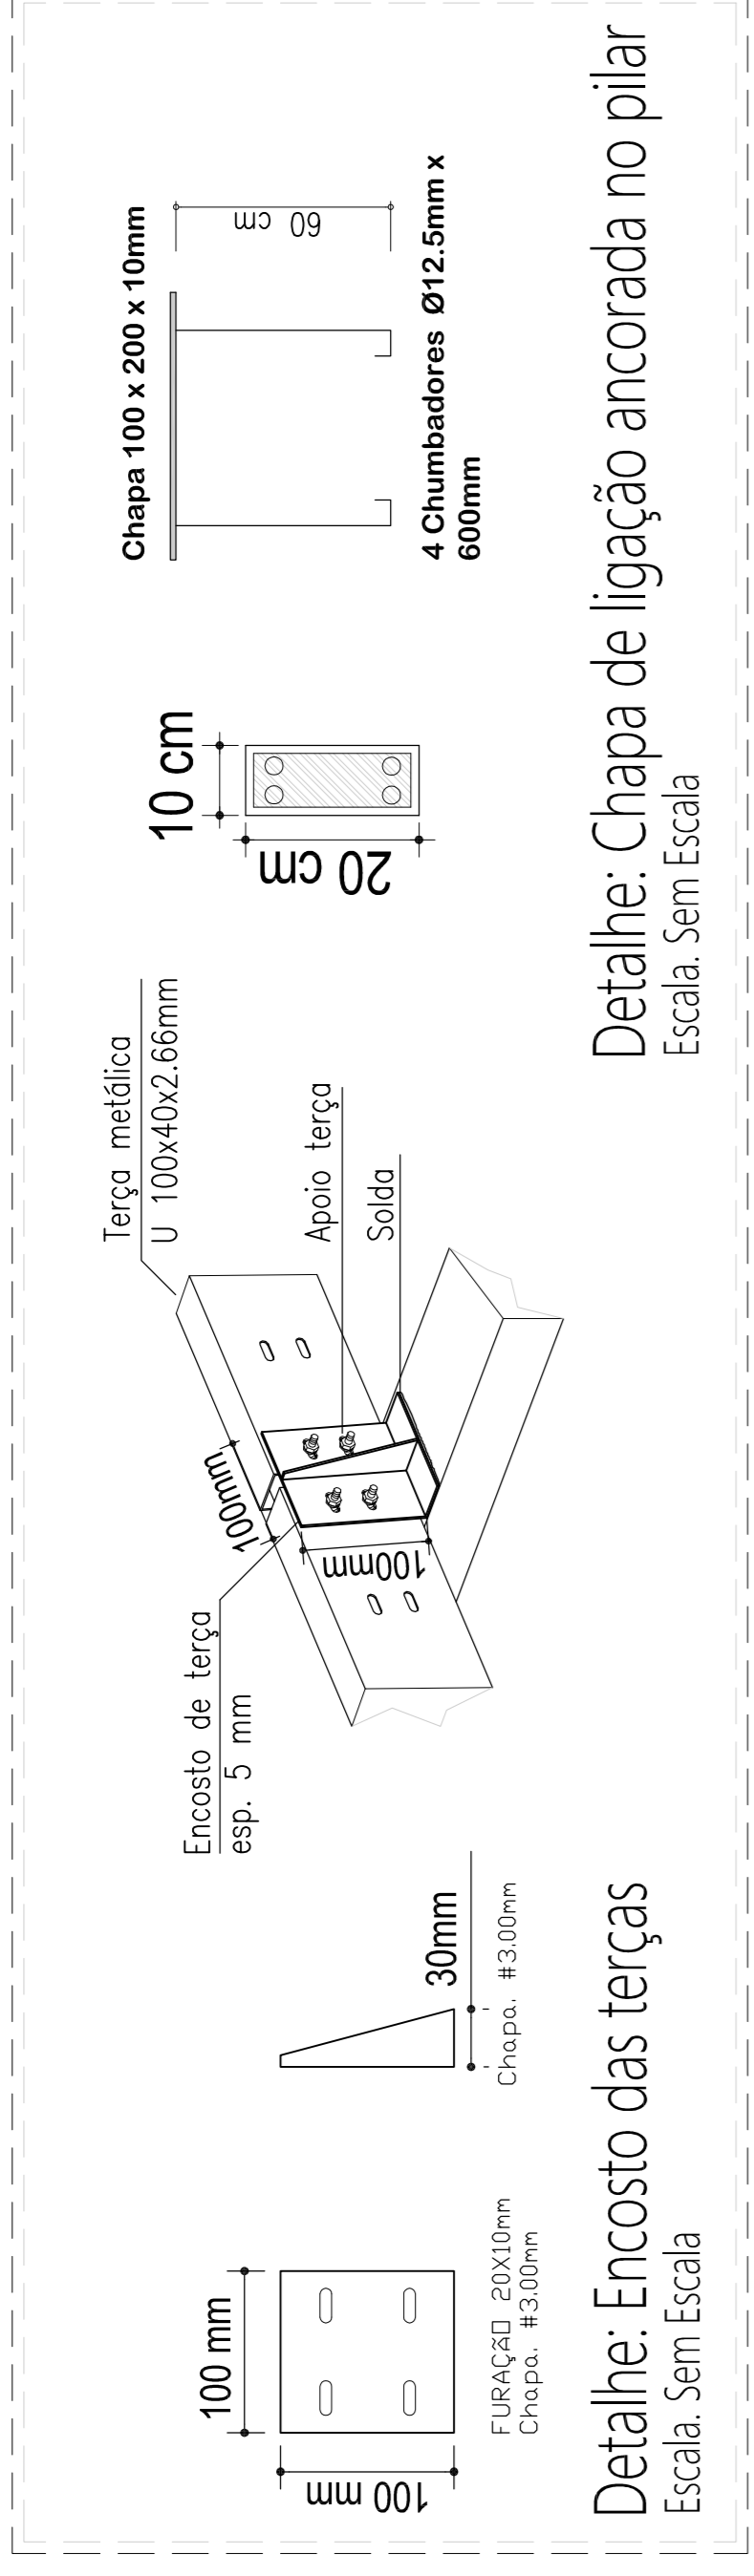 100 mm
100 mm
FURAÇÃO 20X10mm
Chapa. #3.00mm
30mm
Chapa. #3.00mm
Encosto de terça
esp. 5 mm
100mm
100mm
Terça metálica
U 100x40x2.66mm
Apoio terça
Solda
Detalhe: Encosto das terças
Escala. Sem Escala
10 cm
20 cm
Chapa 100 x 200 x 10mm
60 cm
4 Chumbadores Ø12.5mm x
600mm
Detalhe: Chapa de ligação ancorada no pilar
Escala. Sem Escala